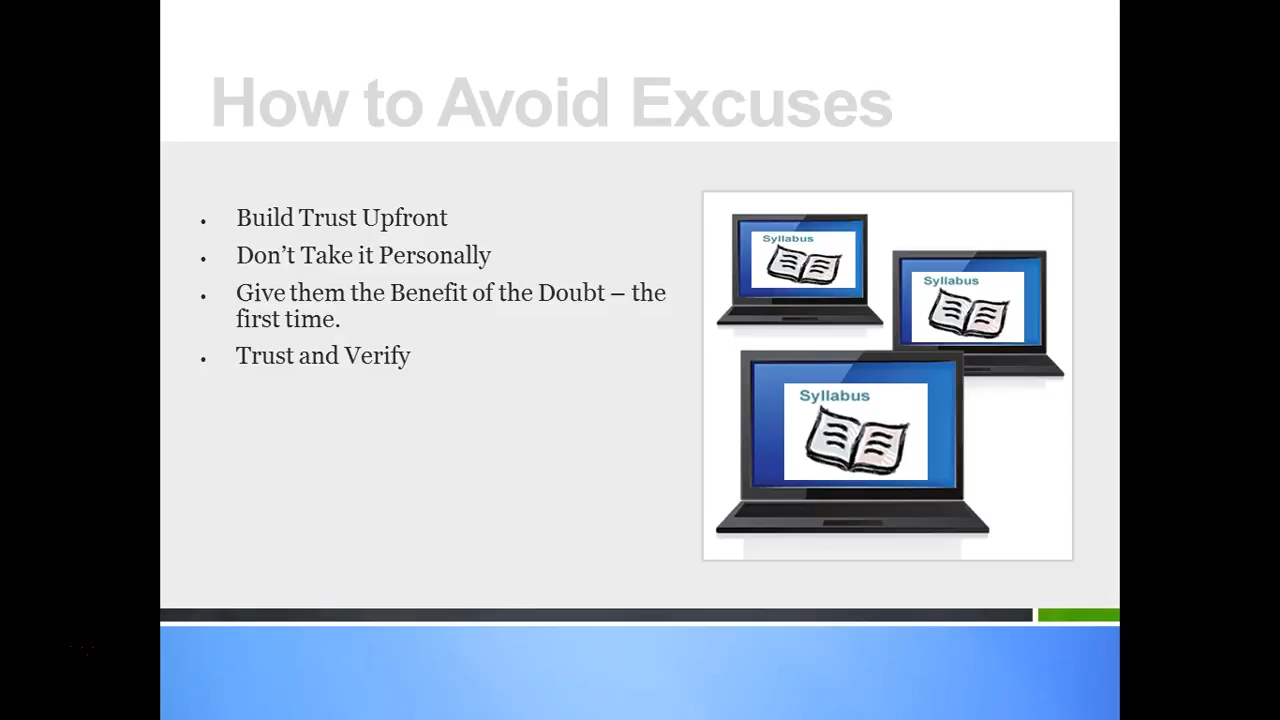 How to Avoid Excuses
• Build Trust Upfront
• Don’t Take it Personally
• Give them the Benefit of the Doubt – the
first time.
• Trust and Verify
Syllabus
Syllabus
Syllabus